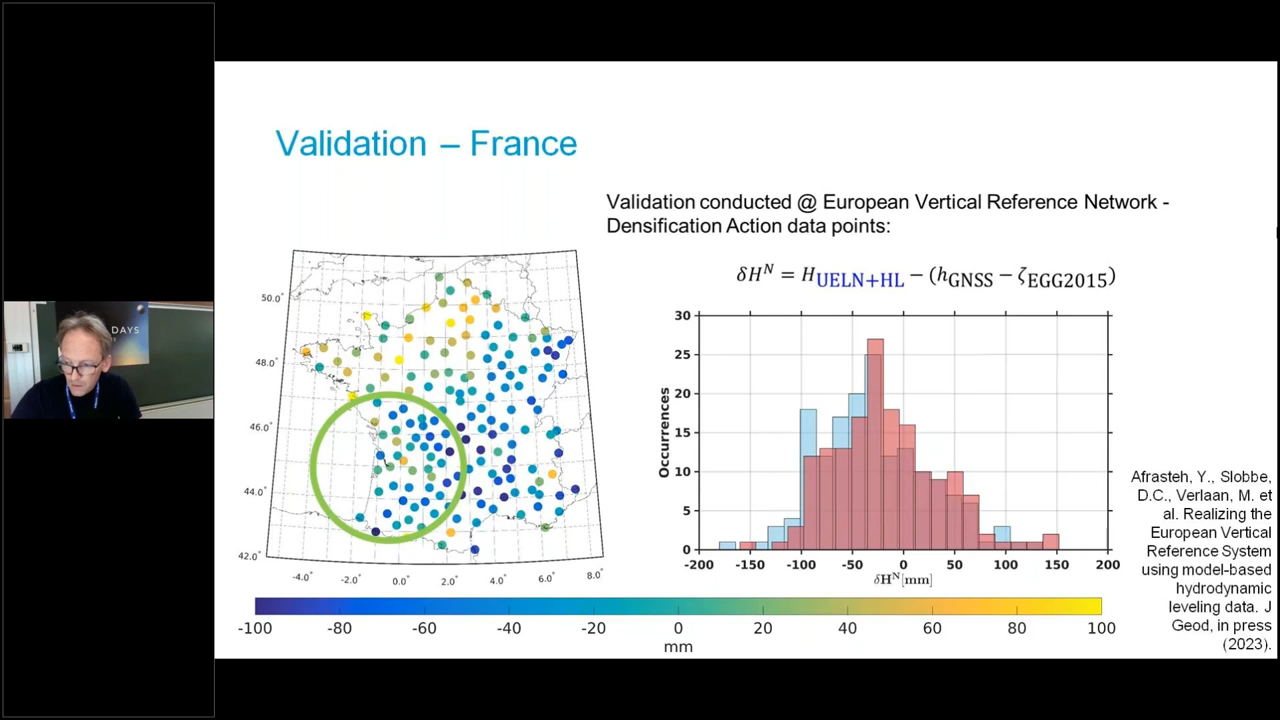 Validation – France
Validation conducted @ European Vertical Reference Network -
Densification Action data points:
δHᴺ = H_UELN+HL − (h_GNSS − ζ_EGG2015)
50.0°
48.0°
46.0°
44.0°
42.0°
-4.0° -2.0° 0.0° 2.0° 4.0° 6.0° 8.0°
30
25
20
15
10
5
0
Occurrences
-200 -150 -100 -50 0 50 100 150 200
δHᴺ[mm]
-100 -80 -60 -40 -20 0 20 40 60 80 100
mm
Afrasteh, Y., Slobbe,
D.C., Verlaan, M. et
al. Realizing the
European Vertical
Reference System
using model-based
hydrodynamic
leveling data. J
Geod, in press
(2023).
DAYS